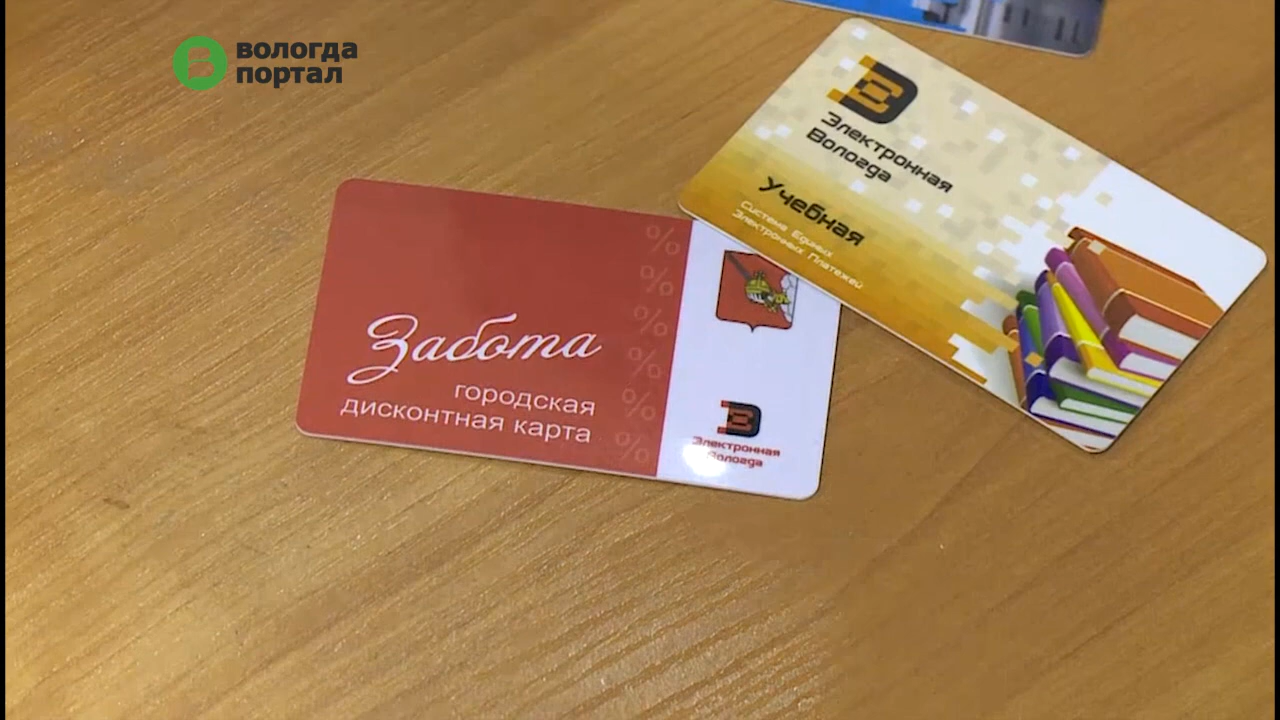 вологда
портал
Электронная
Вологда
Учебная
Система Единых
Электронных Платежей
Забота
городская
дисконтная карта
Электронная
Вологда